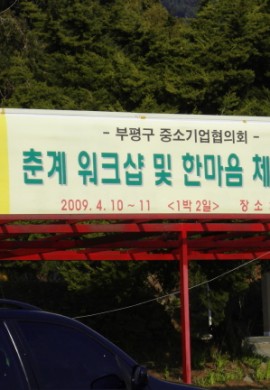 - 부평구 중소기업협의회 -
춘계 워크샵 및 한마음 체
2009. 4. 10 ~ 11 <1박 2일> 장 소